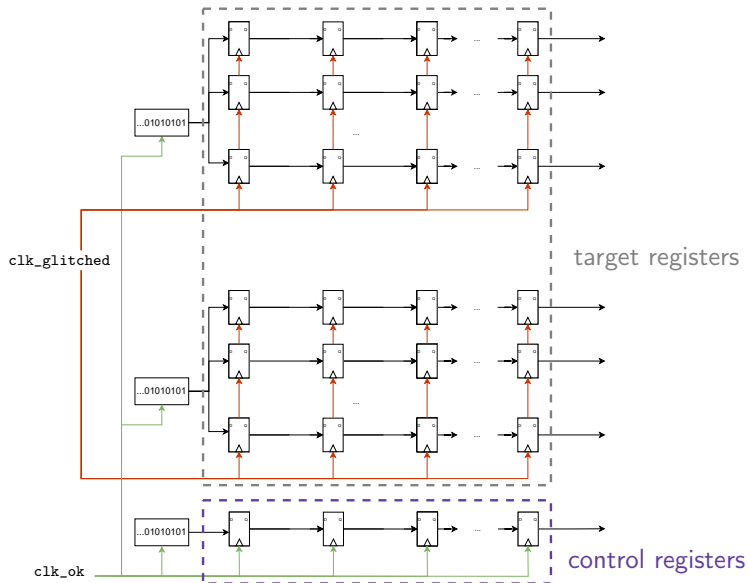 D Q D Q D Q ... D Q
D Q D Q D Q ... D Q
...01010101
...
D Q D Q D Q ... D Q
clk_glitched
target registers
D Q D Q D Q ... D Q
D Q D Q D Q ... D Q
...01010101
...
D Q D Q D Q ... D Q
...01010101
D Q D Q D Q ... D Q
control registers
clk_ok